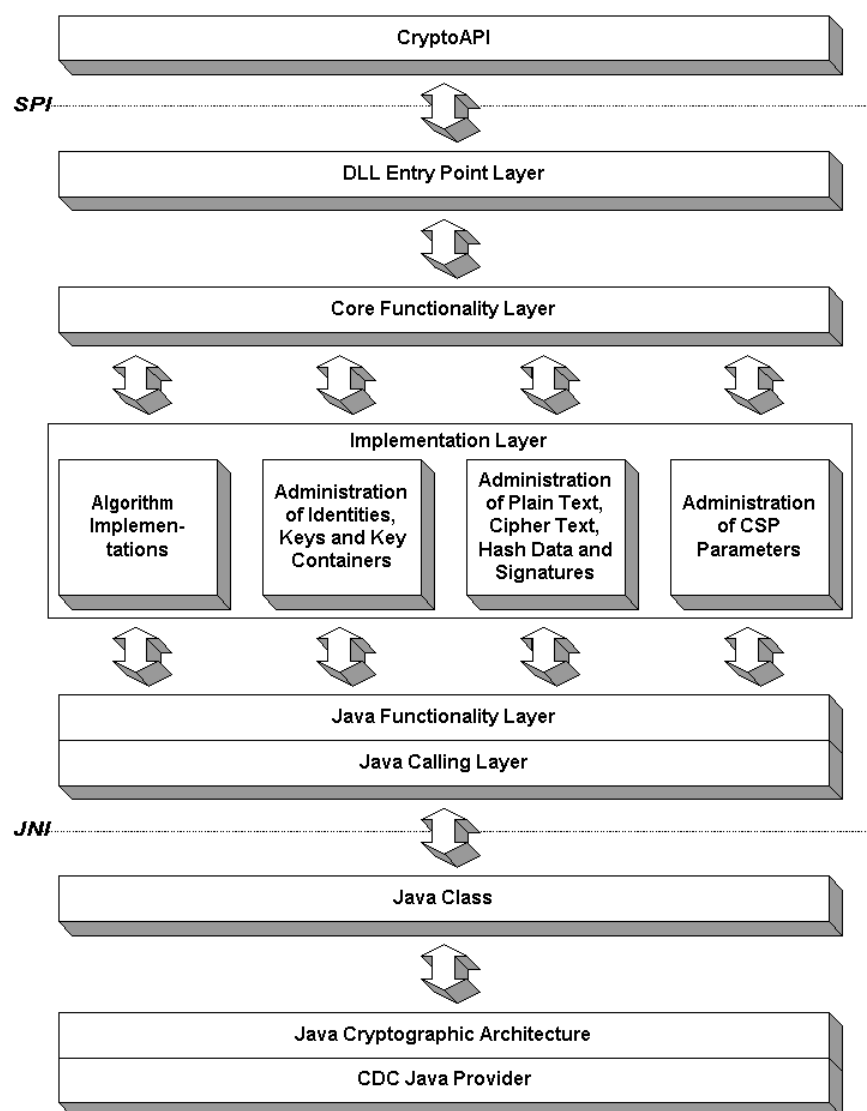 CryptoAPI
SPI
DLL Entry Point Layer
Core Functionality Layer
Implementation Layer
Algorithm
Implemen-
tations
Administration
of Identities,
Keys and Key
Containers
Administration
of Plain Text,
Cipher Text,
Hash Data and
Signatures
Administration
of CSP
Parameters
Java Functionality Layer
Java Calling Layer
JNI
Java Class
Java Cryptographic Architecture
CDC Java Provider